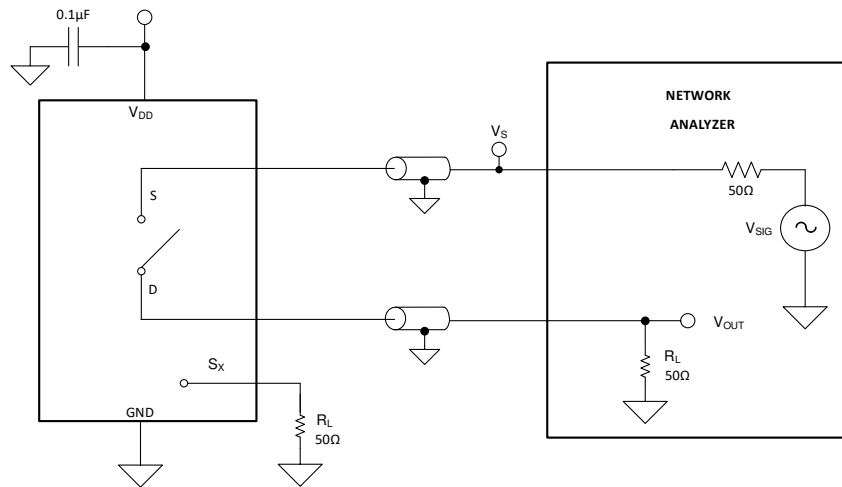 0.1µF
VDD
NETWORK
ANALYZER
VS
S
50Ω
VSIG
D
VOUT
SX
RL
50Ω
GND
RL
50Ω